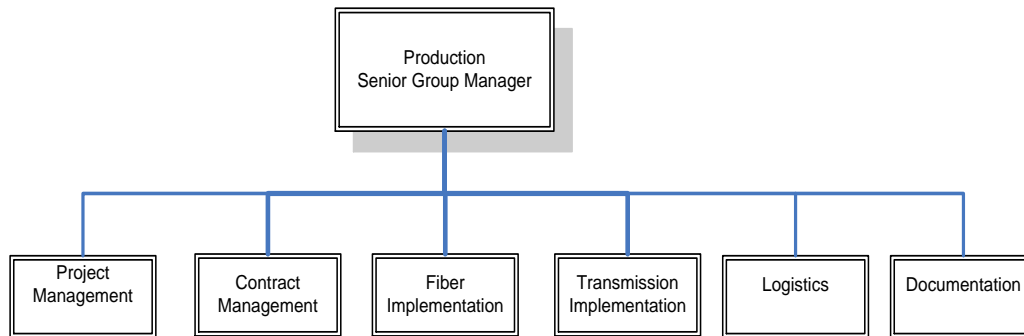 Production
Senior Group Manager
Project
Management
Contract
Management
Fiber
Implementation
Transmission
Implementation
Logistics
Documentation